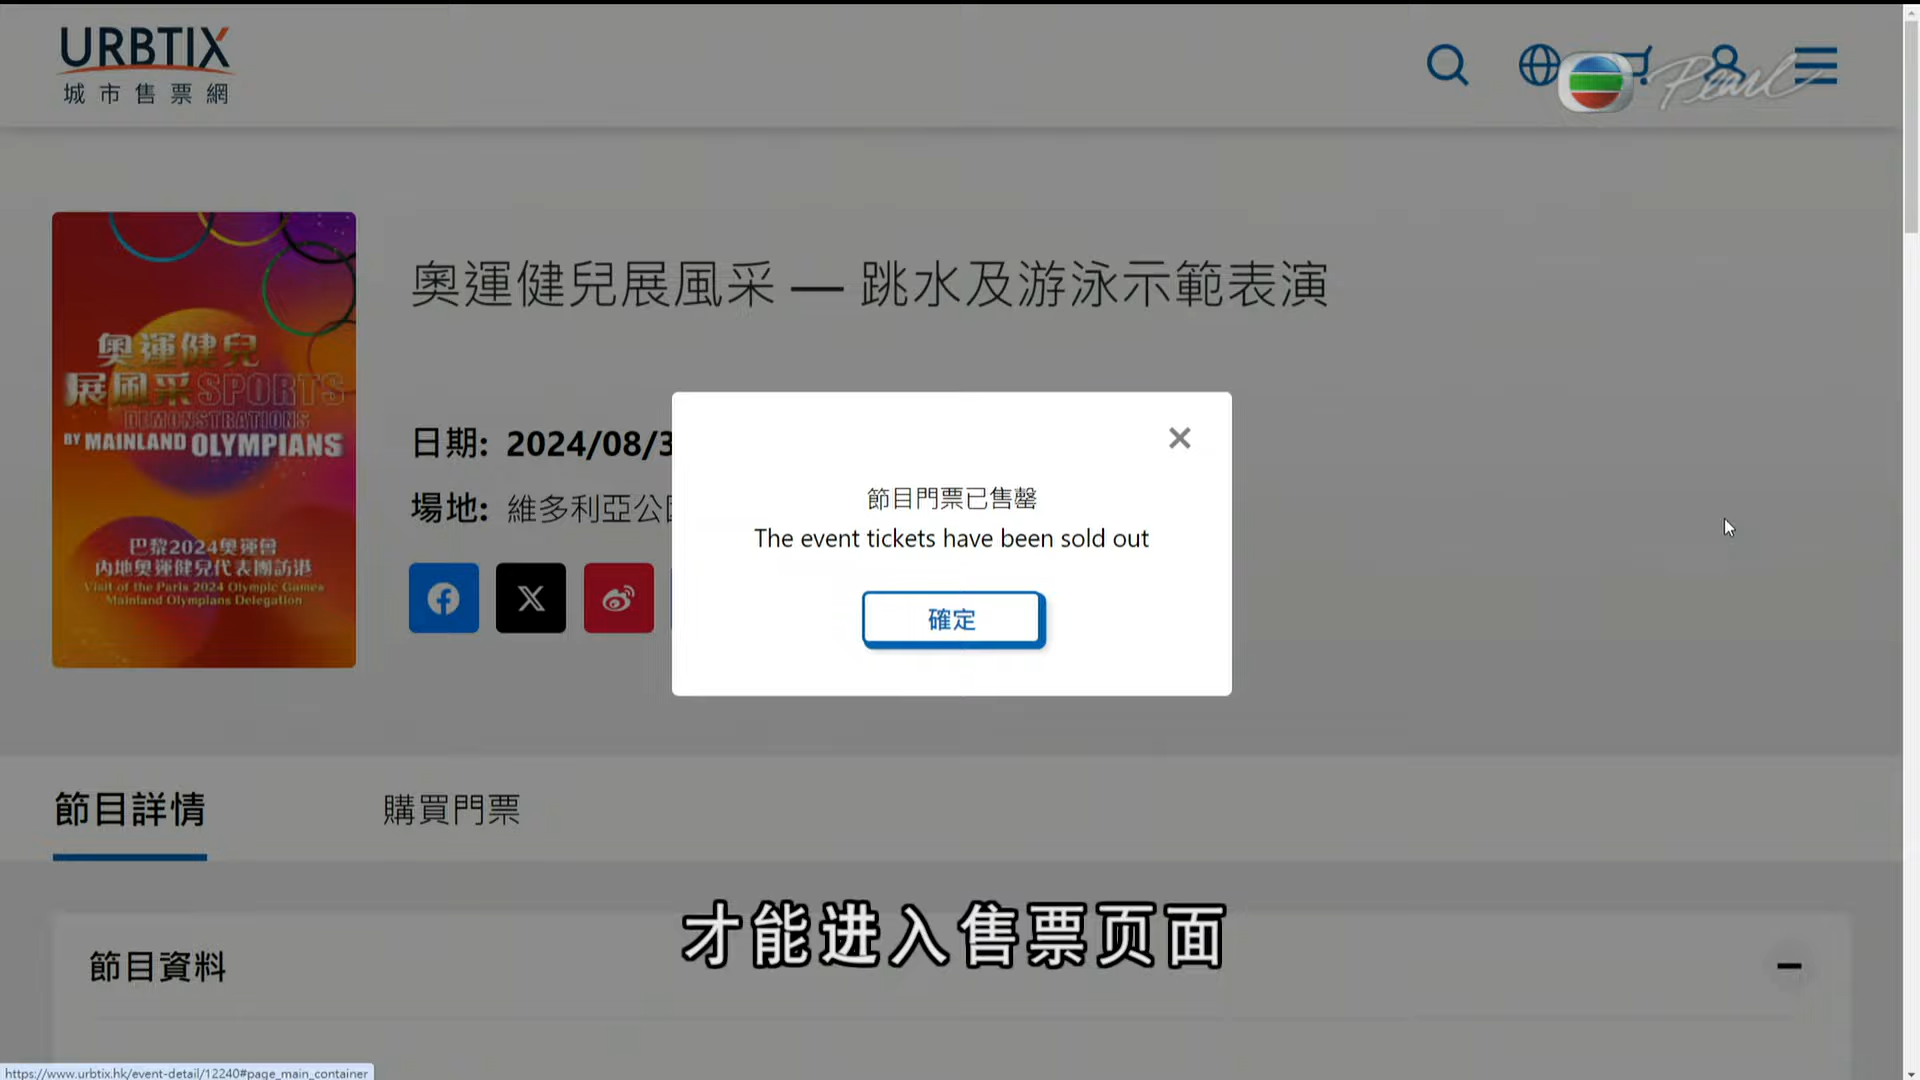 URBTIX
城市售票網
Pearl
奧運健兒展風采 — 跳水及游泳示範表演
奧運健兒
展風采 SPORTS
DEMONSTRATIONS
BY MAINLAND OLYMPIANS
巴黎2024奧運會
內地奧運健兒代表團訪港
Visit of the Paris 2024 Olympic Games
Mainland Olympians Delegation
日期: 2024/08/3
場地: 維多利亞公
節目門票已售罄
The event tickets have been sold out
確定
節目詳情
購買門票
才能进入售票页面
節目資料
https://www.urbtix.hk/event-detail/12240#page_main_container